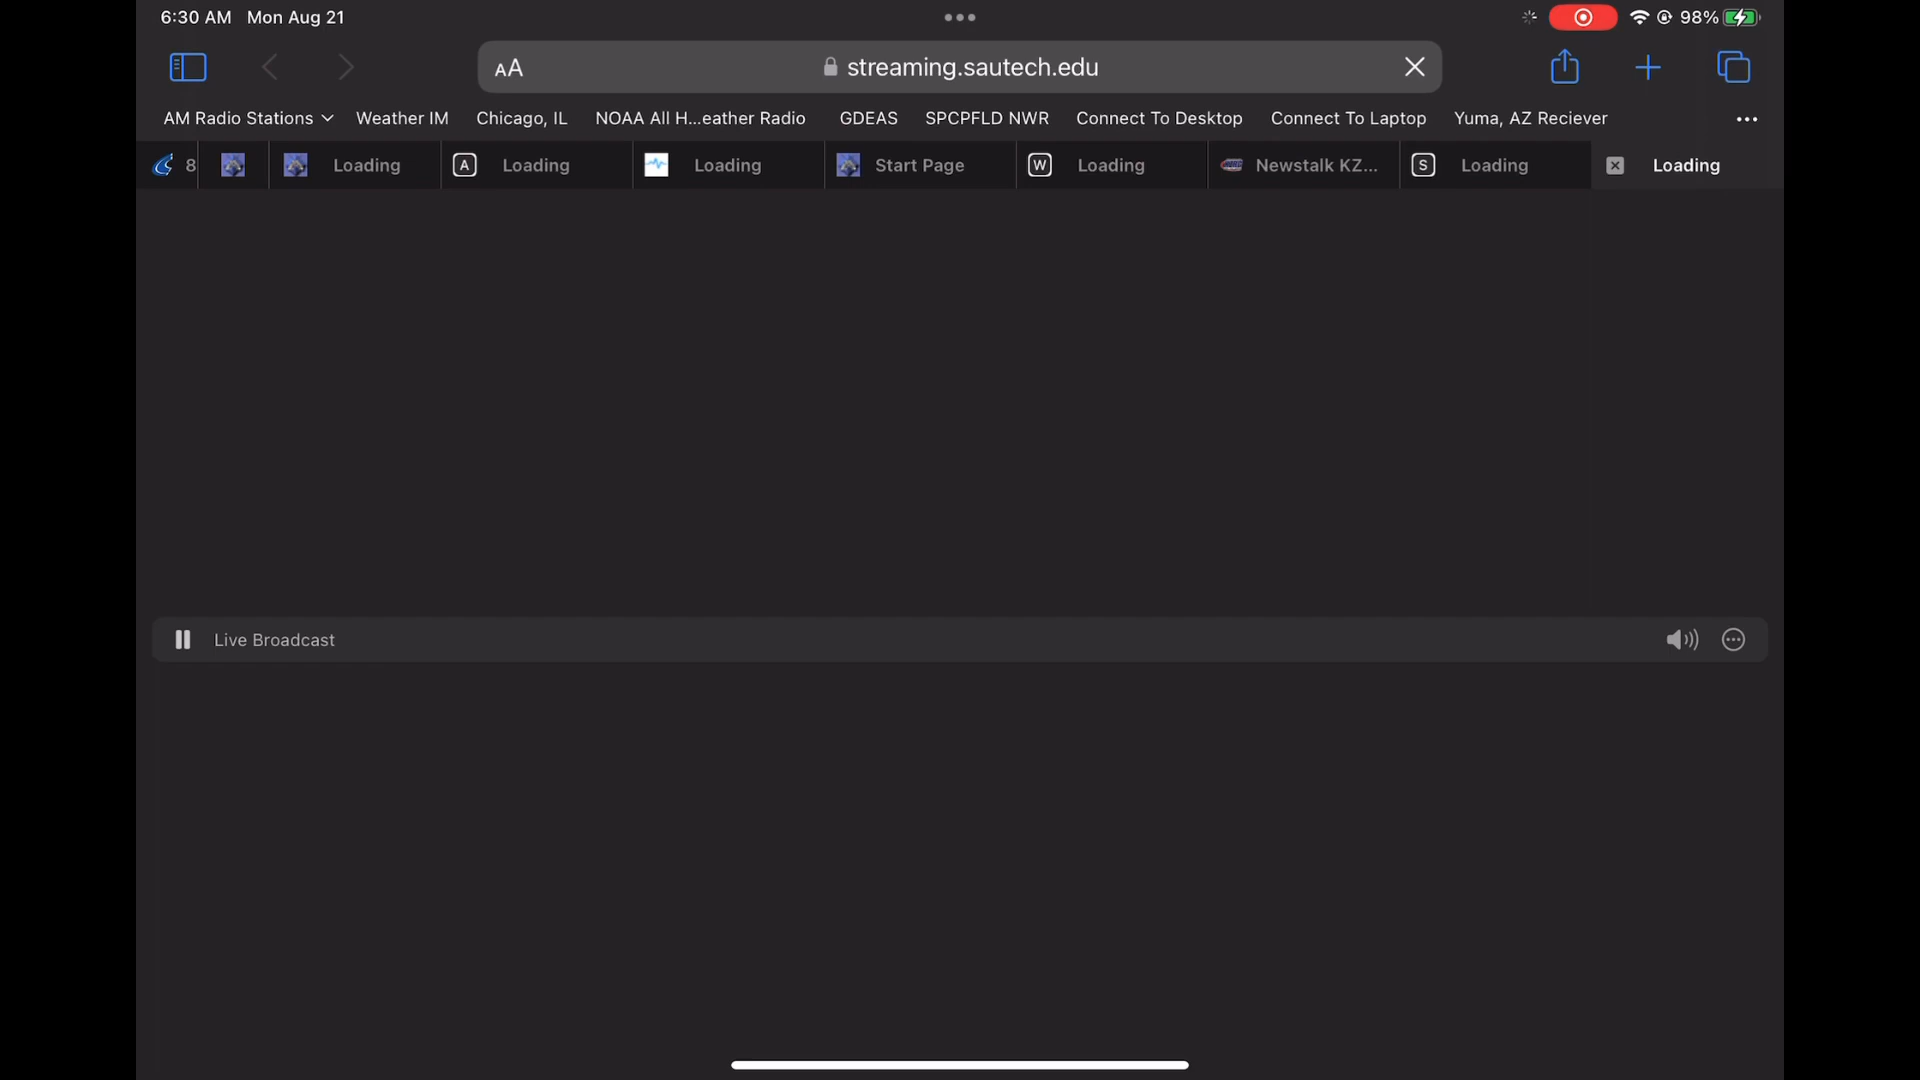 6:30 AM Mon Aug 21 98%
AA streaming.sautech.edu
AM Radio Stations Weather IM Chicago, IL NOAA All H...eather Radio GDEAS SPCPFLD NWR Connect To Desktop Connect To Laptop Yuma, AZ Reciever
8 Loading A Loading Loading Start Page W Loading Newstalk KZ... S Loading Loading
Live Broadcast